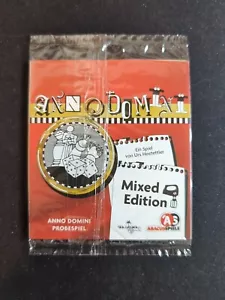 ANNO DOMINI
Ein Spiel
von Urs Hostettler
Mixed
Edition
ABACUSSPIELE
ANNO DOMINI
PROBESPIEL